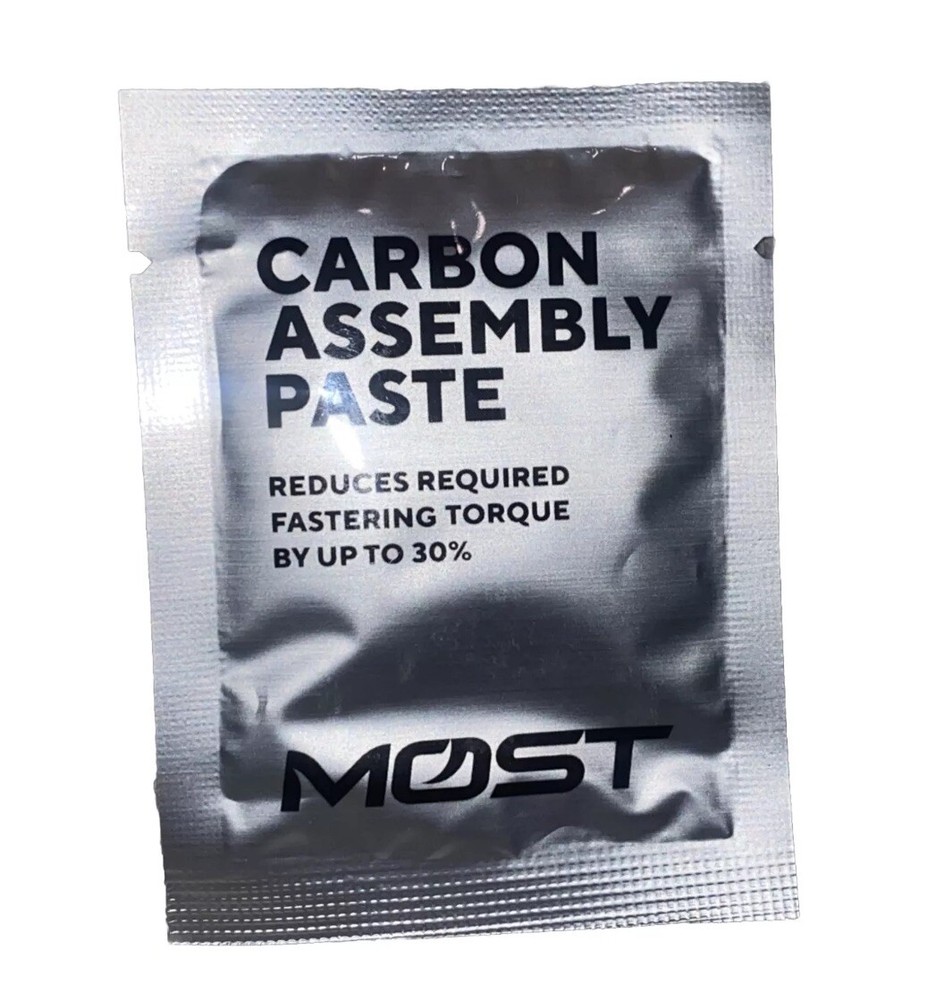 CARBON
ASSEMBLY
PASTE
REDUCES REQUIRED
FASTERING TORQUE
BY UP TO 30%
MOST